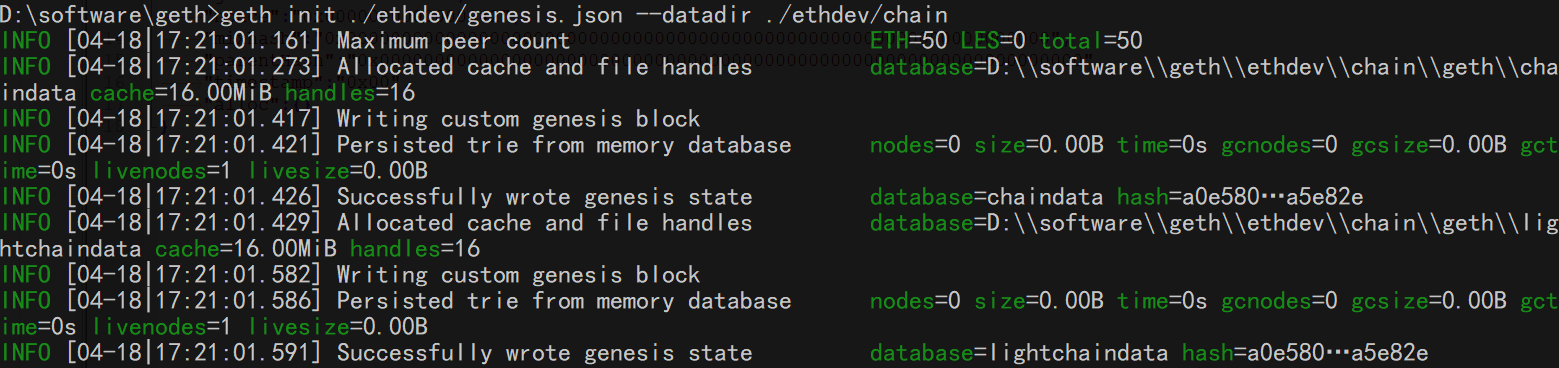 D:\software\geth>geth init ./ethdev/genesis.json --datadir ./ethdev/chain
INFO [04-18|17:21:01.161] Maximum peer count                       ETH=50 LES=0 total=50
INFO [04-18|17:21:01.273] Allocated cache and file handles         database=D:\\software\\geth\\ethdev\\chain\\geth\\cha
indata cache=16.00MiB handles=16
INFO [04-18|17:21:01.417] Writing custom genesis block
INFO [04-18|17:21:01.421] Persisted trie from memory database      nodes=0 size=0.00B time=0s gcnodes=0 gcsize=0.00B gct
ime=0s livenodes=1 livesize=0.00B
INFO [04-18|17:21:01.426] Successfully wrote genesis state         database=chaindata hash=a0e580…a5e82e
INFO [04-18|17:21:01.429] Allocated cache and file handles         database=D:\\software\\geth\\ethdev\\chain\\geth\\lig
htchaindata cache=16.00MiB handles=16
INFO [04-18|17:21:01.582] Writing custom genesis block
INFO [04-18|17:21:01.586] Persisted trie from memory database      nodes=0 size=0.00B time=0s gcnodes=0 gcsize=0.00B gct
ime=0s livenodes=1 livesize=0.00B
INFO [04-18|17:21:01.591] Successfully wrote genesis state         database=lightchaindata hash=a0e580…a5e82e